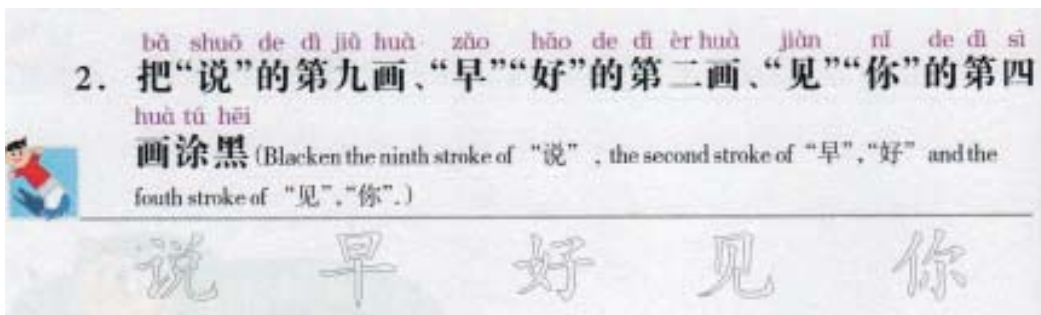 bǎ shuō de dì jiǔ huà zǎo hǎo de dì èr huà jiàn nǐ de dì sì
2. 把“说”的第九画、“早”“好”的第二画、“见”“你”的第四
huà tú hēi
画涂黑(Blacken the ninth stroke of “说”, the second stroke of “早”,“好” and the
fouth stroke of “见”,“你”.)
说 早 好 见 你